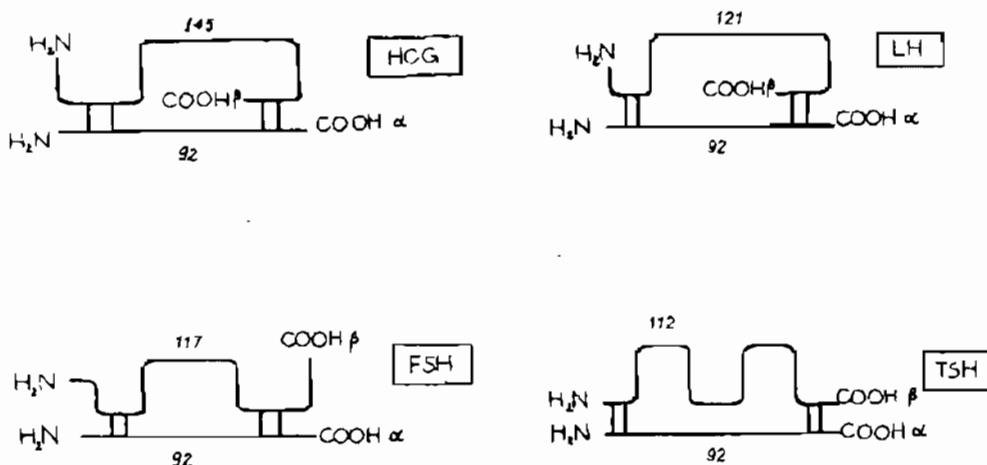 145
H₂N
HCG
COOH β
H₂N
COOH α
92
121
H₂N
LH
COOH β
H₂N
COOH α
92
117
COOH β
H₂N
FSH
H₂N
COOH α
92
112
TSH
H₂N
COOH β
H₂N
COOH α
92